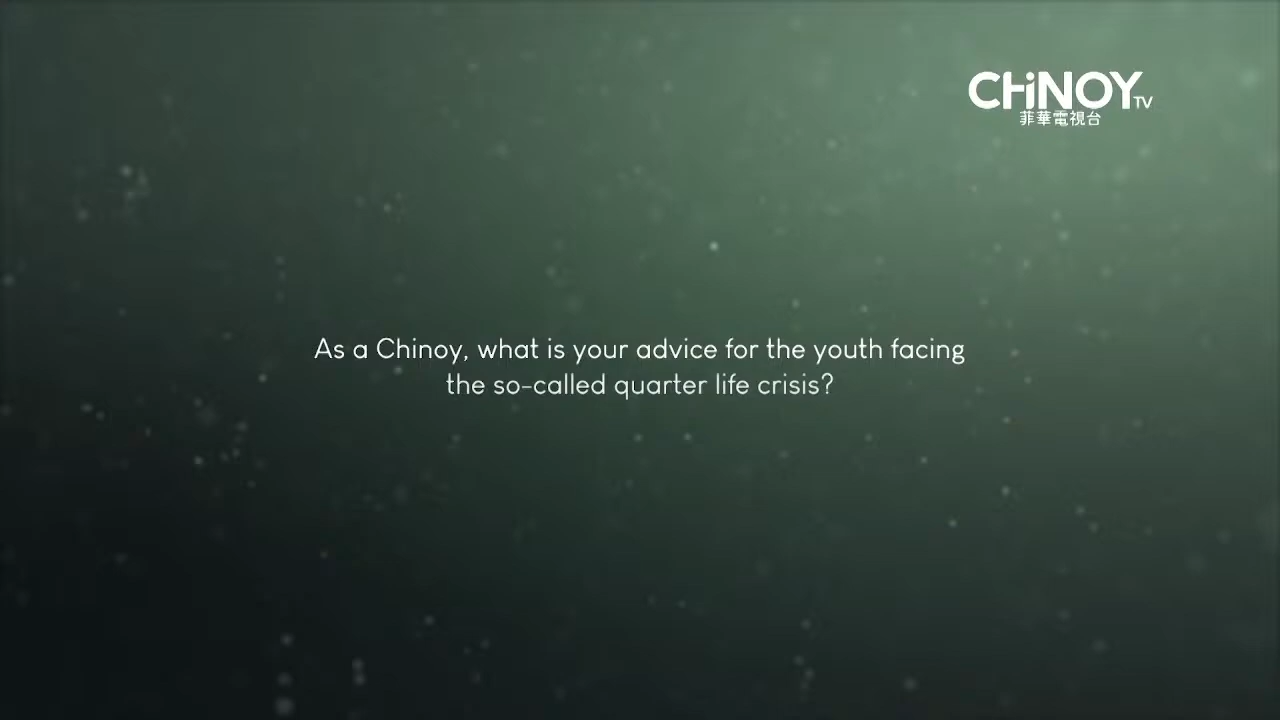 CHiNOY TV
菲華電視台
As a Chinoy, what is your advice for the youth facing
the so-called quarter life crisis?